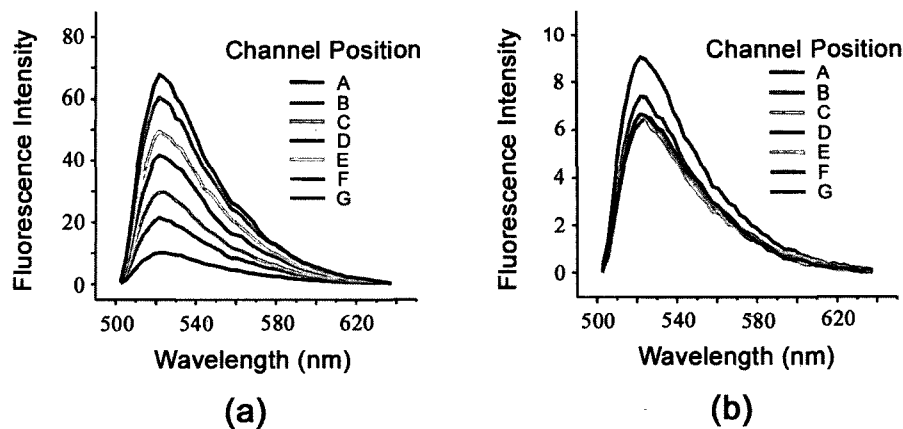 Fluorescence Intensity
80
60
40
20
0
500 540 580 620
Wavelength (nm)
Channel Position
A
B
C
D
E
F
G
(a)
Fluorescence Intensity
10
8
6
4
2
0
500 540 580 620
Wavelength (nm)
Channel Position
A
B
C
D
E
F
G
(b)